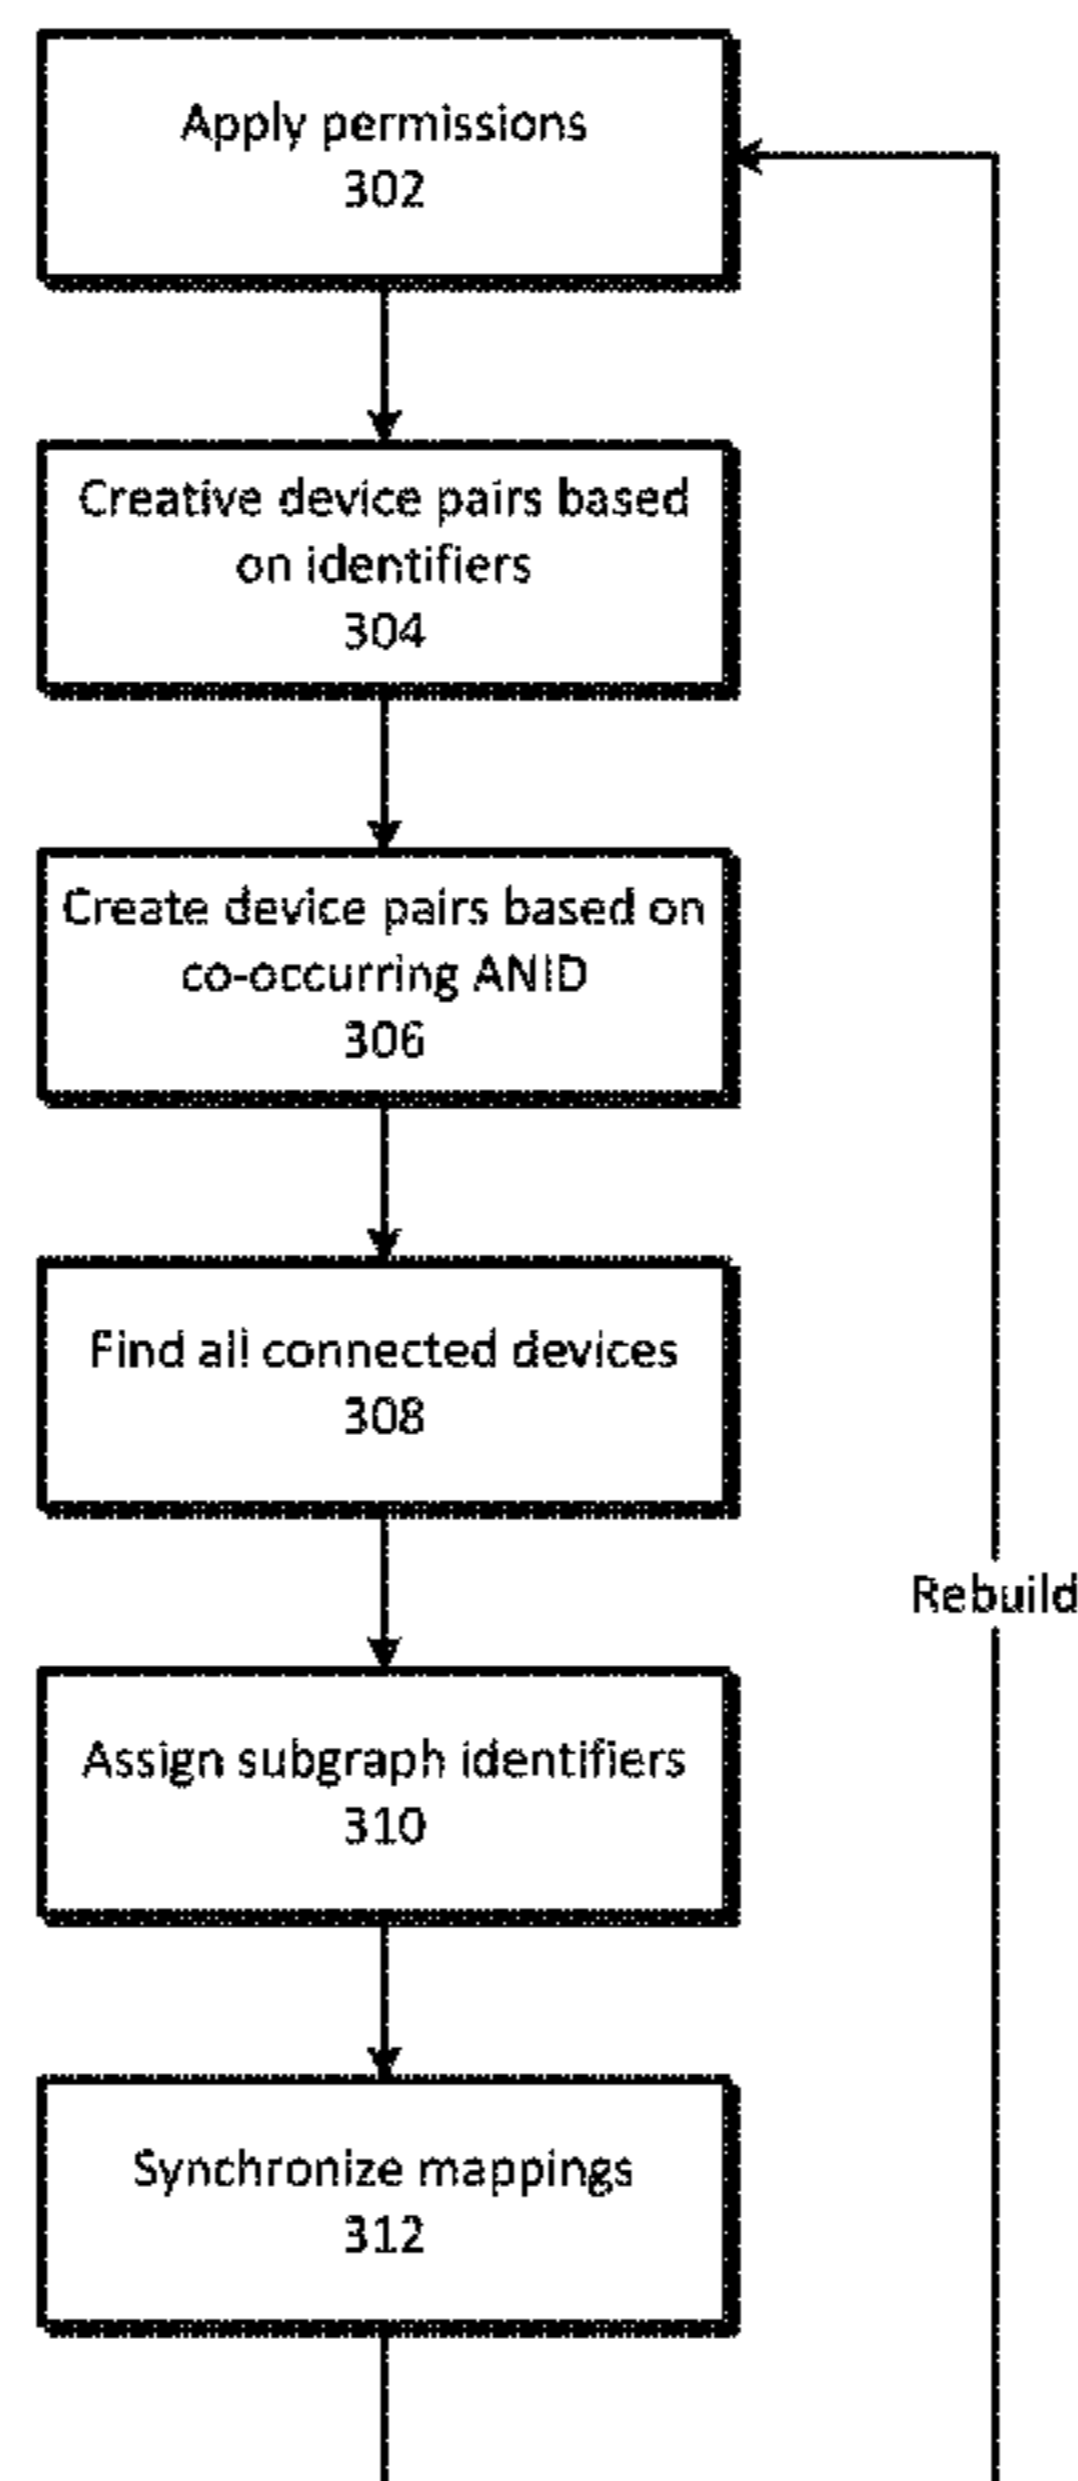 Apply permissions
302
Creative device pairs based
on identifiers
304
Create device pairs based on
co-occurring ANID
306
Find all connected devices
308
Rebuild
Assign subgraph identifiers
310
Synchronize mappings
312